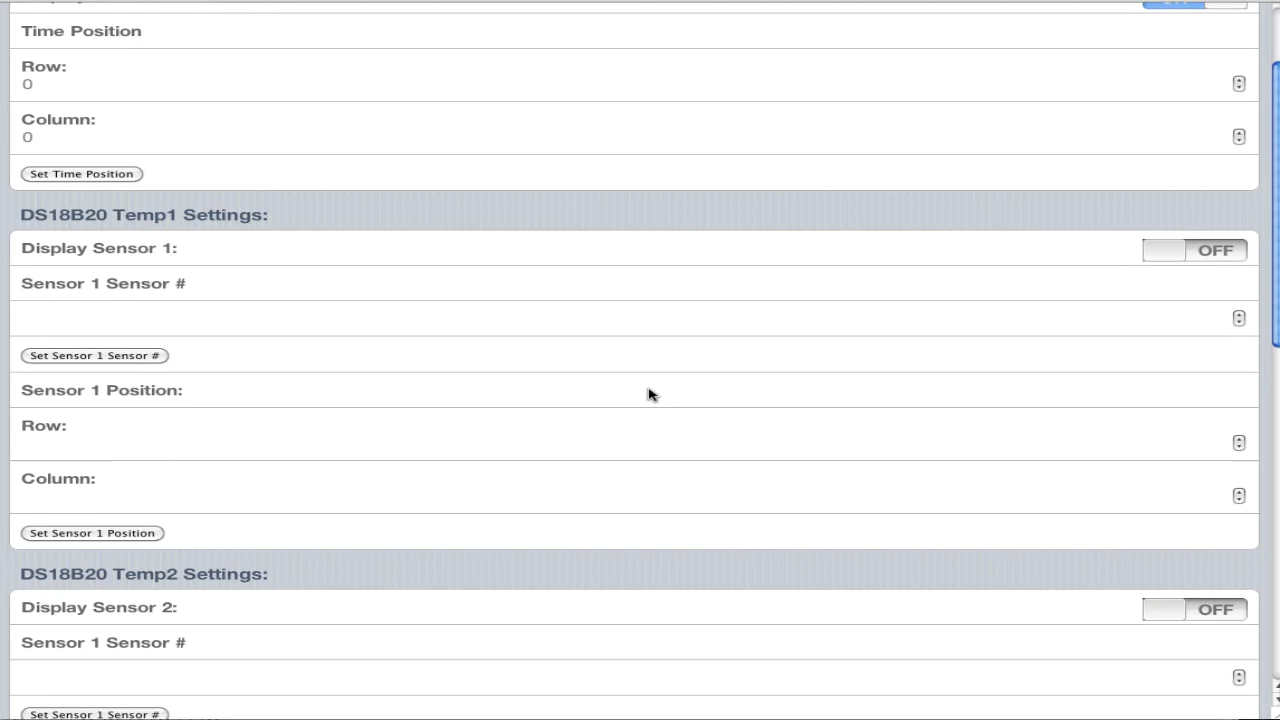 Time Position
Row:
0
Column:
0
Set Time Position
DS18B20 Temp1 Settings:
Display Sensor 1:
OFF
Sensor 1 Sensor #
Set Sensor 1 Sensor #
Sensor 1 Position:
Row:
Column:
Set Sensor 1 Position
DS18B20 Temp2 Settings:
Display Sensor 2:
OFF
Sensor 1 Sensor #
Set Sensor 1 Sensor #